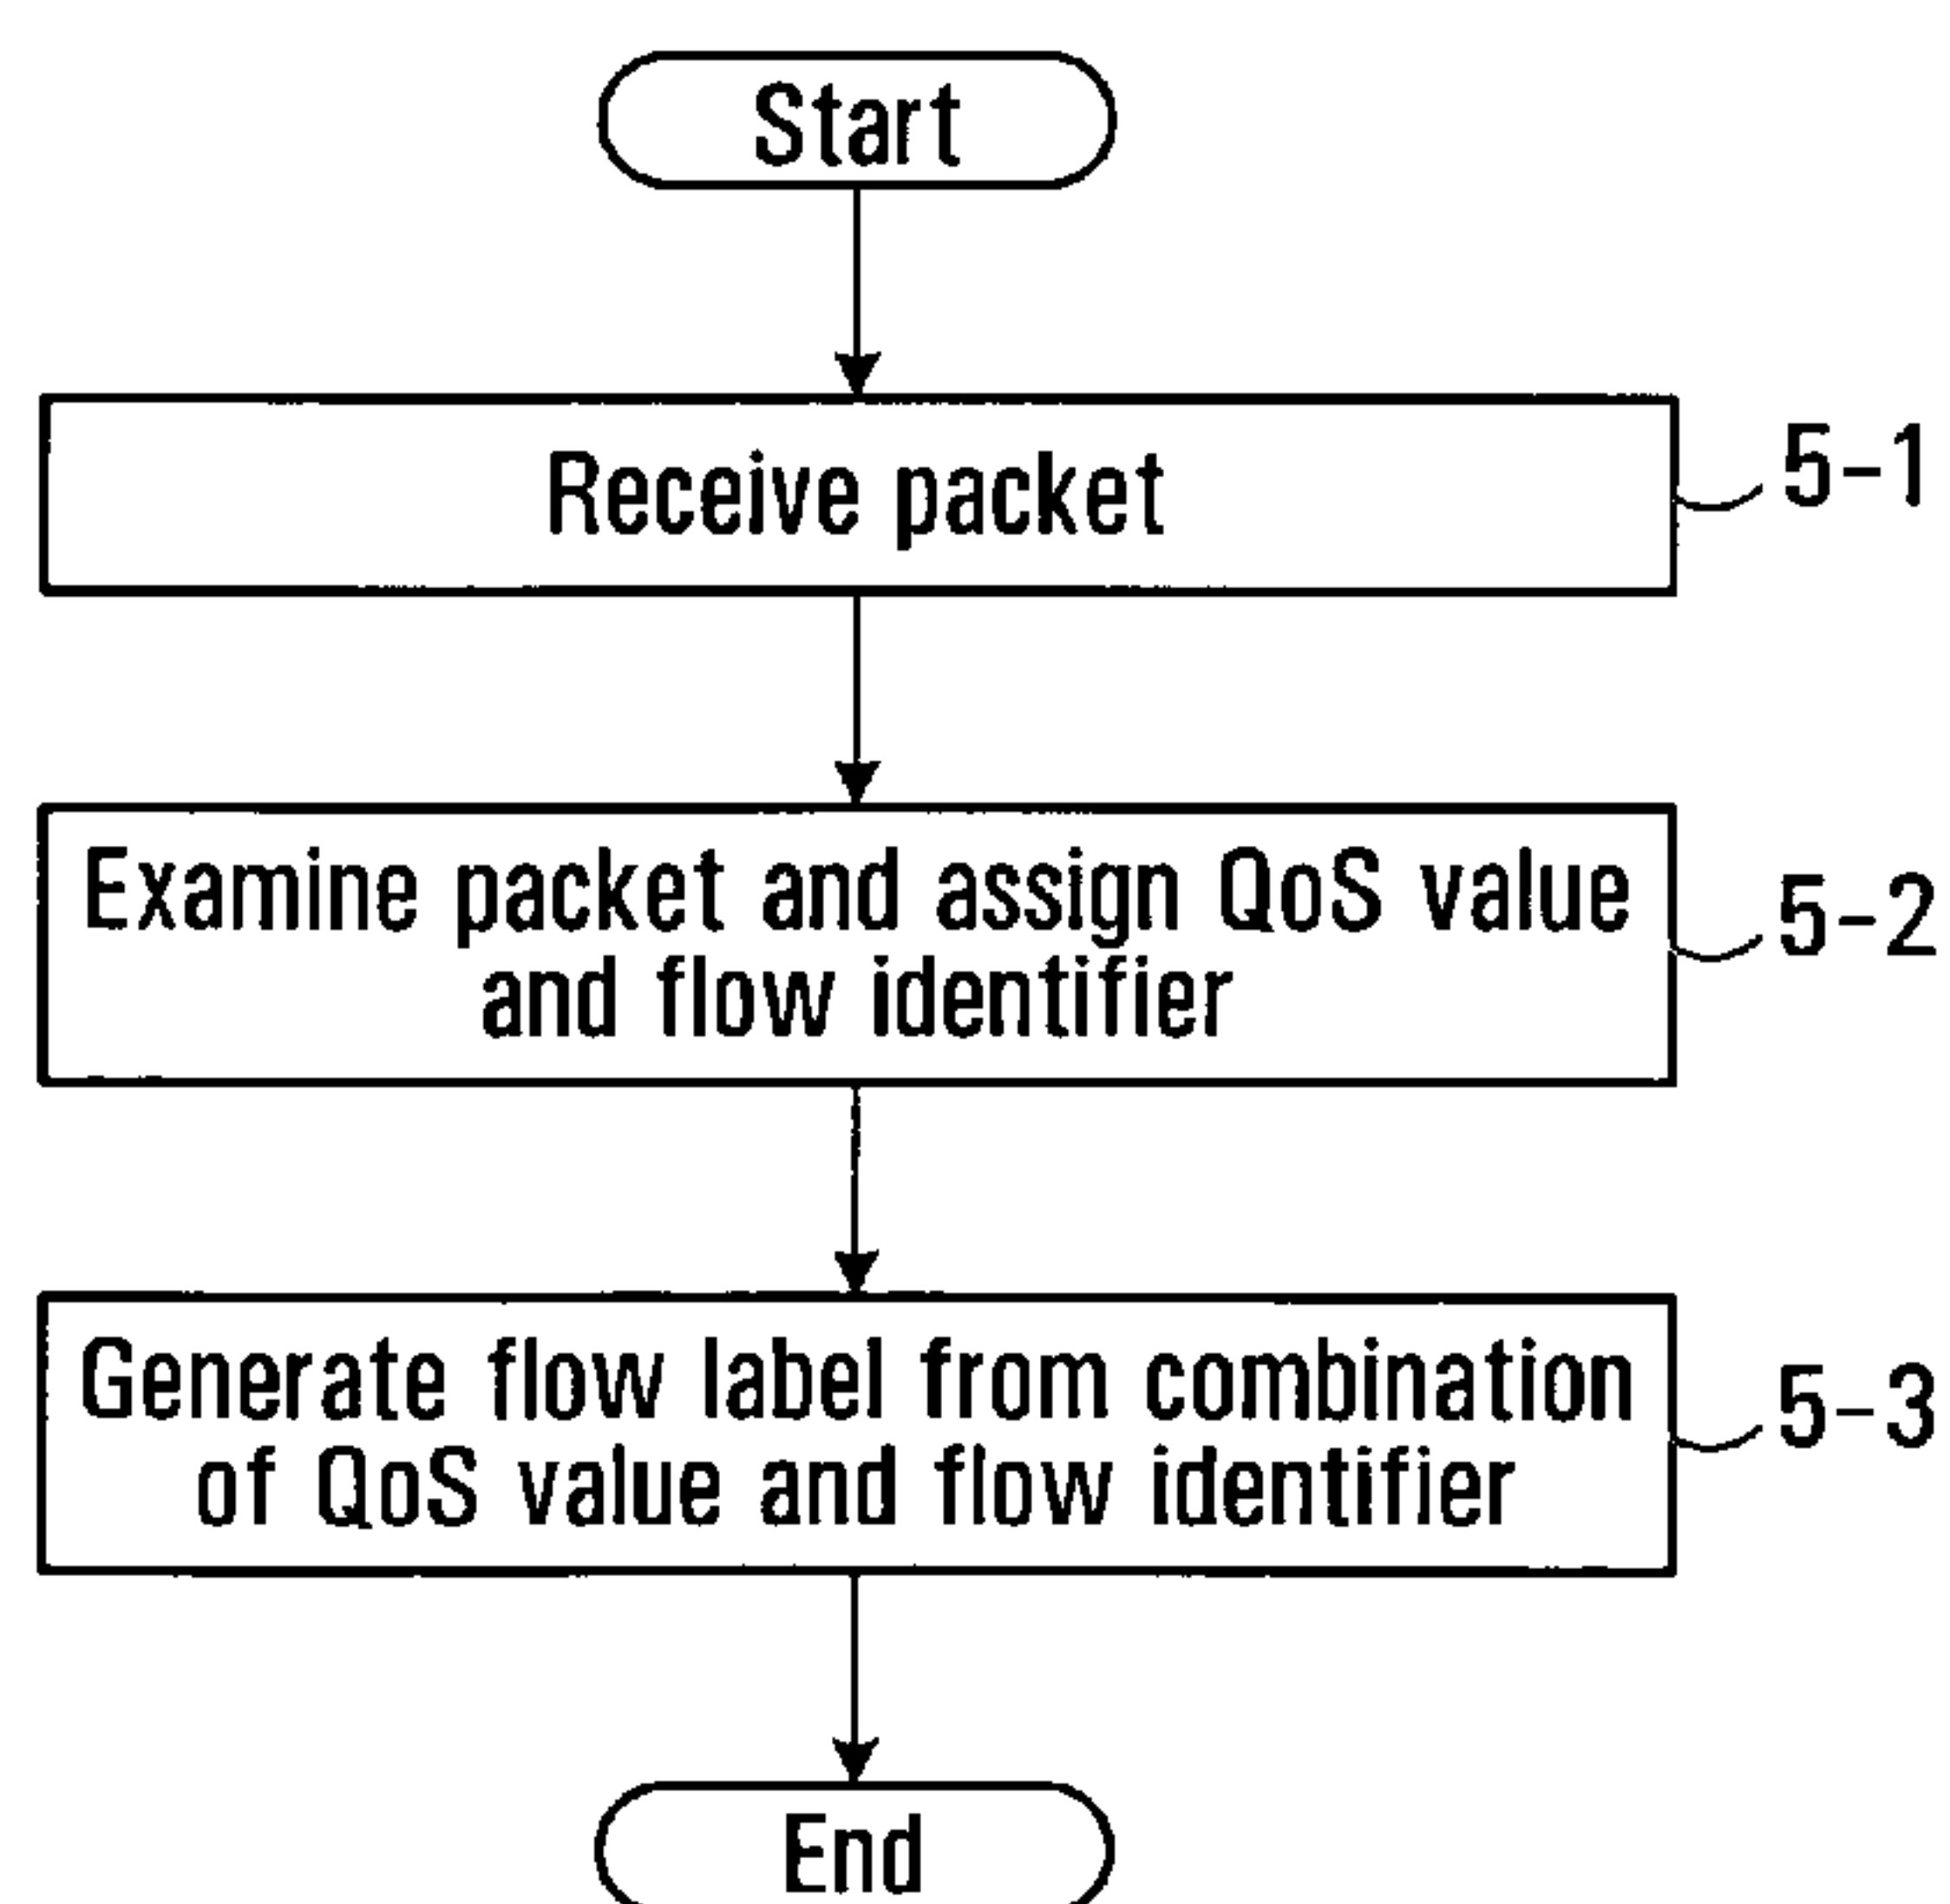 Start
Receive packet
5-1
Examine packet and assign QoS value
and flow identifier
5-2
Generate flow label from combination
of QoS value and flow identifier
5-3
End